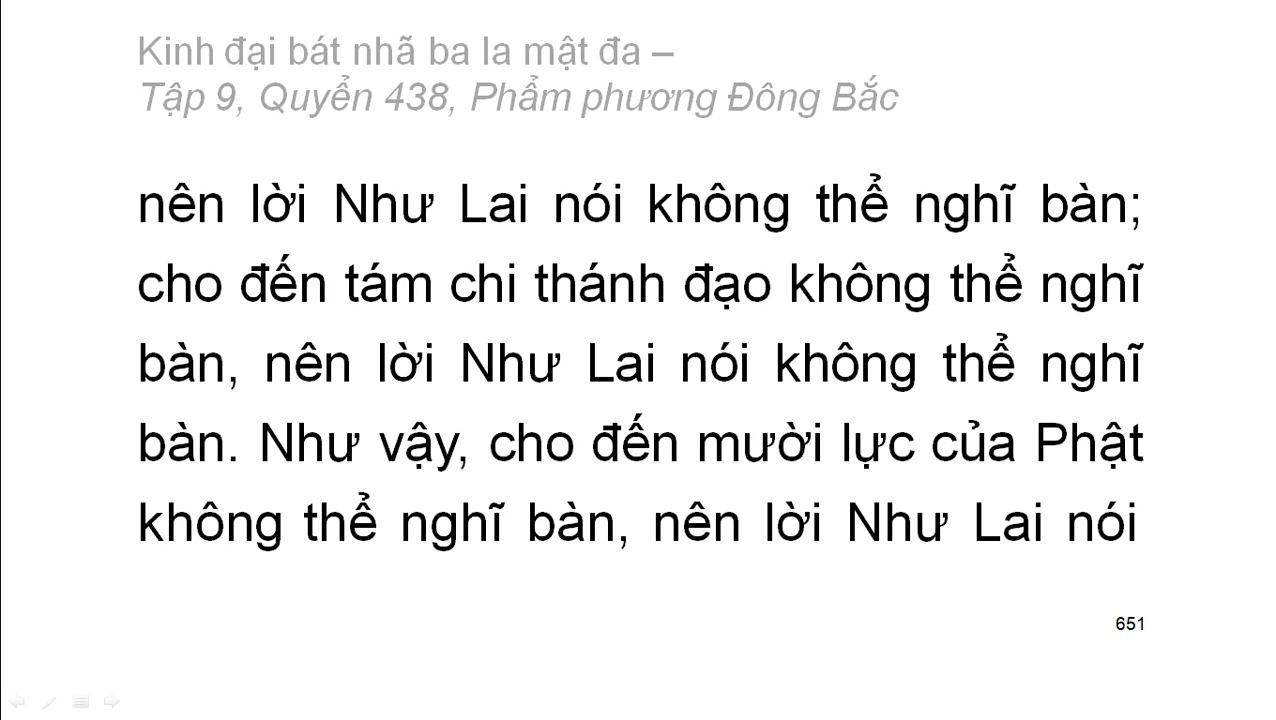 Kinh đại bát nhã ba la mật đa –
Tập 9, Quyển 438, Phẩm phương Đông Bắc
nên lời Như Lai nói không thể nghĩ bàn;
cho đến tám chi thánh đạo không thể nghĩ
bàn, nên lời Như Lai nói không thể nghĩ
bàn. Như vậy, cho đến mười lực của Phật
không thể nghĩ bàn, nên lời Như Lai nói
651